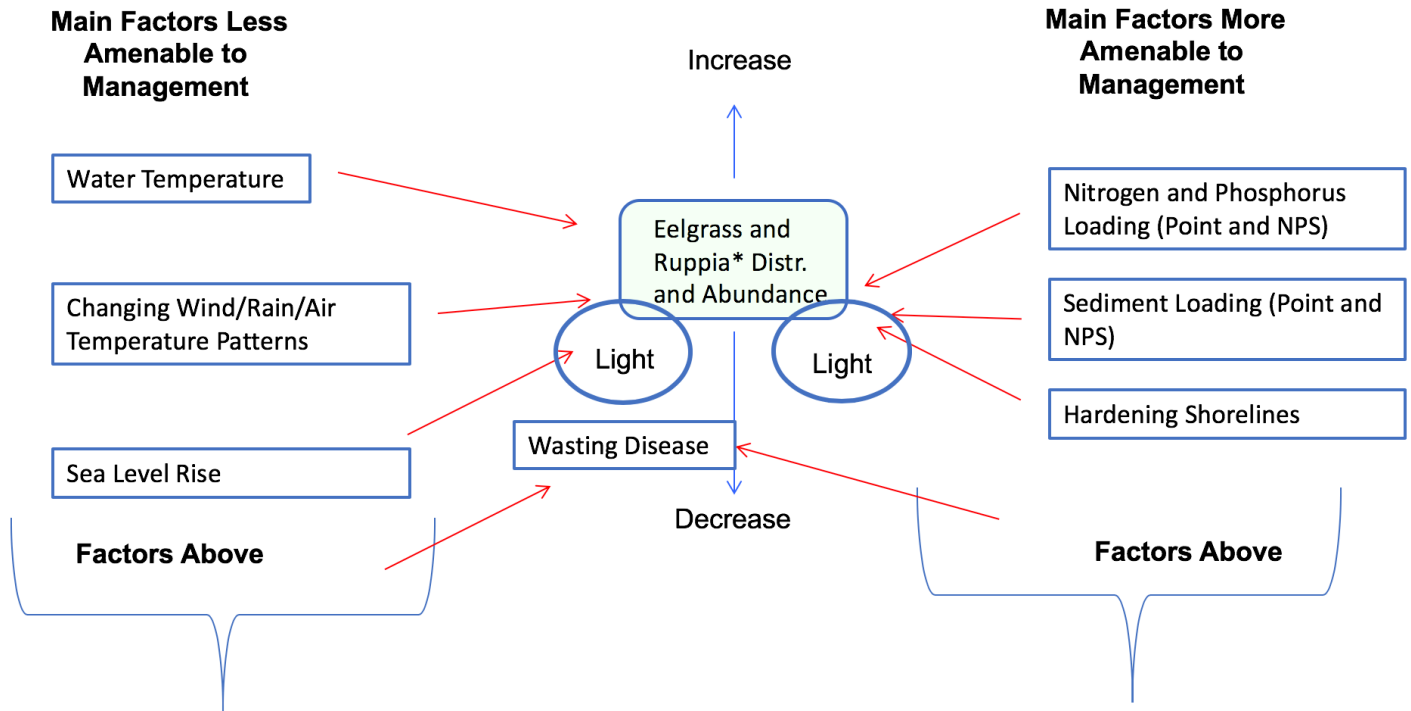 Main Factors Less
Amenable to
Management
Increase
Main Factors More
Amenable to
Management
Water Temperature
Changing Wind/Rain/Air
Temperature Patterns
Sea Level Rise
Factors Above
Eelgrass and
Ruppia* Distr.
and Abundance
Light
Light
Wasting Disease
Decrease
Nitrogen and Phosphorus
Loading (Point and NPS)
Sediment Loading (Point and
NPS)
Hardening Shorelines
Factors Above